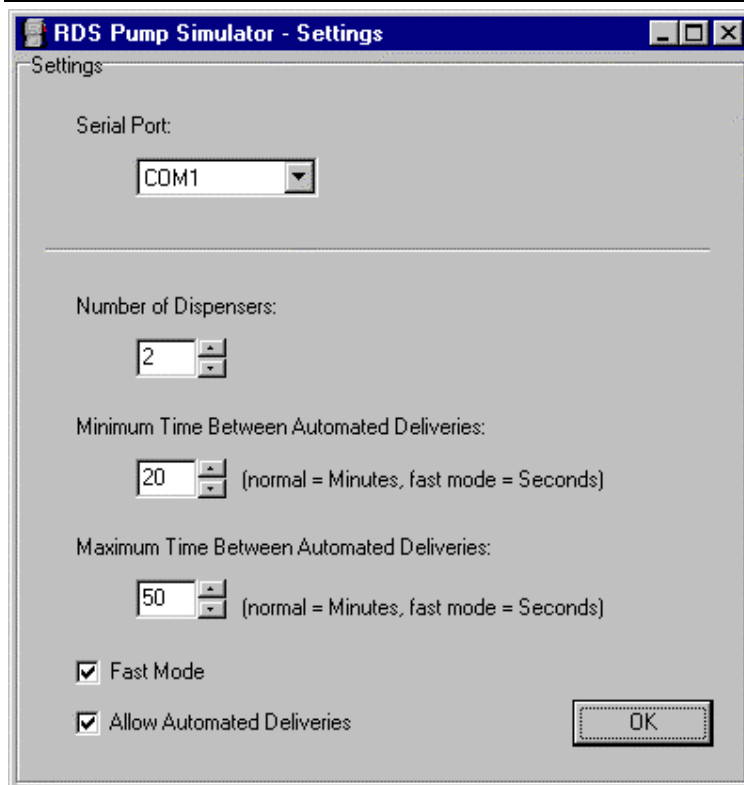 RDS Pump Simulator - Settings
Settings
Serial Port:
COM1
Number of Dispensers:
2
Minimum Time Between Automated Deliveries:
20 (normal = Minutes, fast mode = Seconds)
Maximum Time Between Automated Deliveries:
50 (normal = Minutes, fast mode = Seconds)
Fast Mode
Allow Automated Deliveries OK